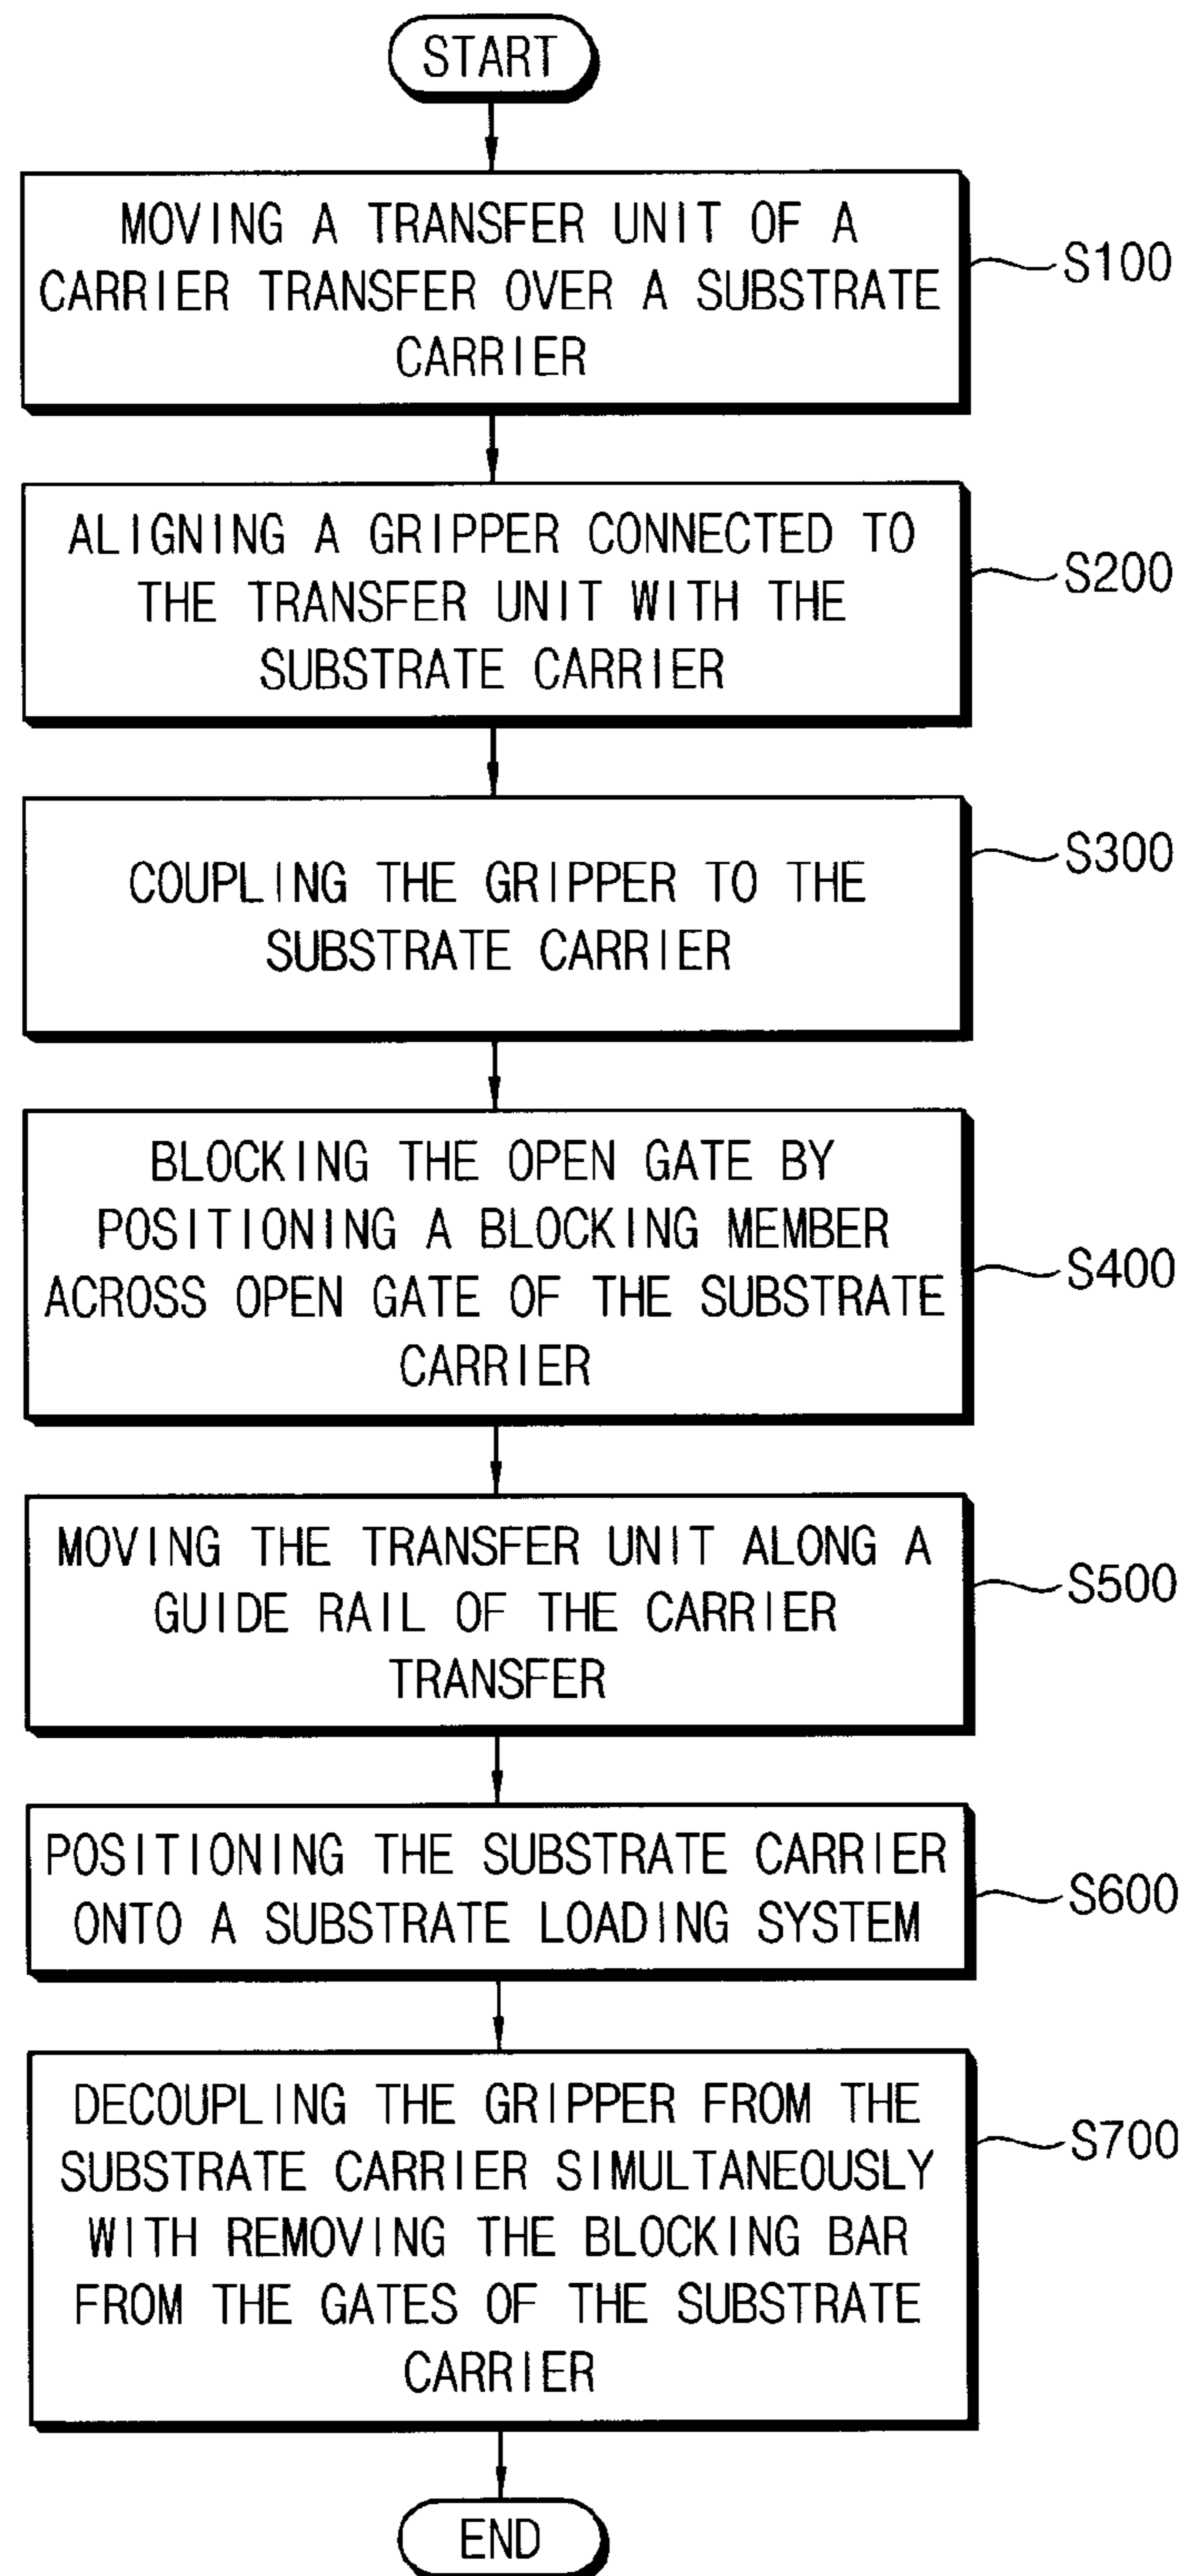 START
MOVING A TRANSFER UNIT OF A
CARRIER TRANSFER OVER A SUBSTRATE
CARRIER
S100
ALIGNING A GRIPPER CONNECTED TO
THE TRANSFER UNIT WITH THE
SUBSTRATE CARRIER
S200
COUPLING THE GRIPPER TO THE
SUBSTRATE CARRIER
S300
BLOCKING THE OPEN GATE BY
POSITIONING A BLOCKING MEMBER
ACROSS OPEN GATE OF THE SUBSTRATE
CARRIER
S400
MOVING THE TRANSFER UNIT ALONG A
GUIDE RAIL OF THE CARRIER
TRANSFER
S500
POSITIONING THE SUBSTRATE CARRIER
ONTO A SUBSTRATE LOADING SYSTEM
S600
DECOUPLING THE GRIPPER FROM THE
SUBSTRATE CARRIER SIMULTANEOUSLY
WITH REMOVING THE BLOCKING BAR
FROM THE GATES OF THE SUBSTRATE
CARRIER
S700
END